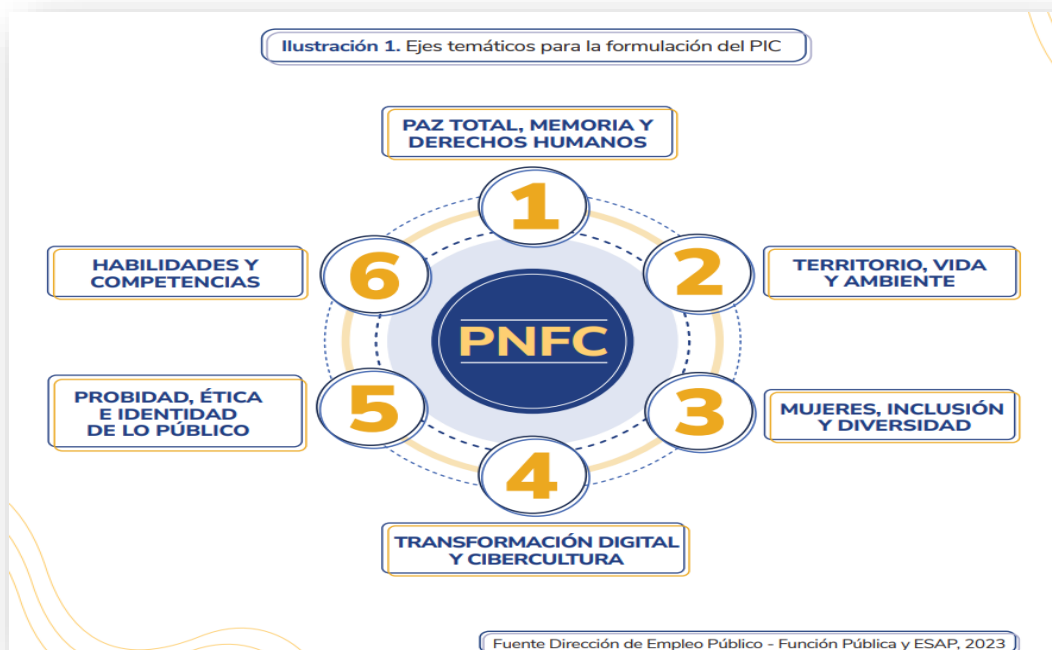 Ilustración 1. Ejes temáticos para la formulación del PIC
PAZ TOTAL, MEMORIA Y
DERECHOS HUMANOS
1
2
TERRITORIO, VIDA
Y AMBIENTE
3
MUJERES, INCLUSIÓN
Y DIVERSIDAD
4
TRANSFORMACIÓN DIGITAL
Y CIBERCULTURA
5
PROBIDAD, ÉTICA
E IDENTIDAD
DE LO PÚBLICO
6
HABILIDADES Y
COMPETENCIAS
PNFC
Fuente Dirección de Empleo Público - Función Pública y ESAP, 2023